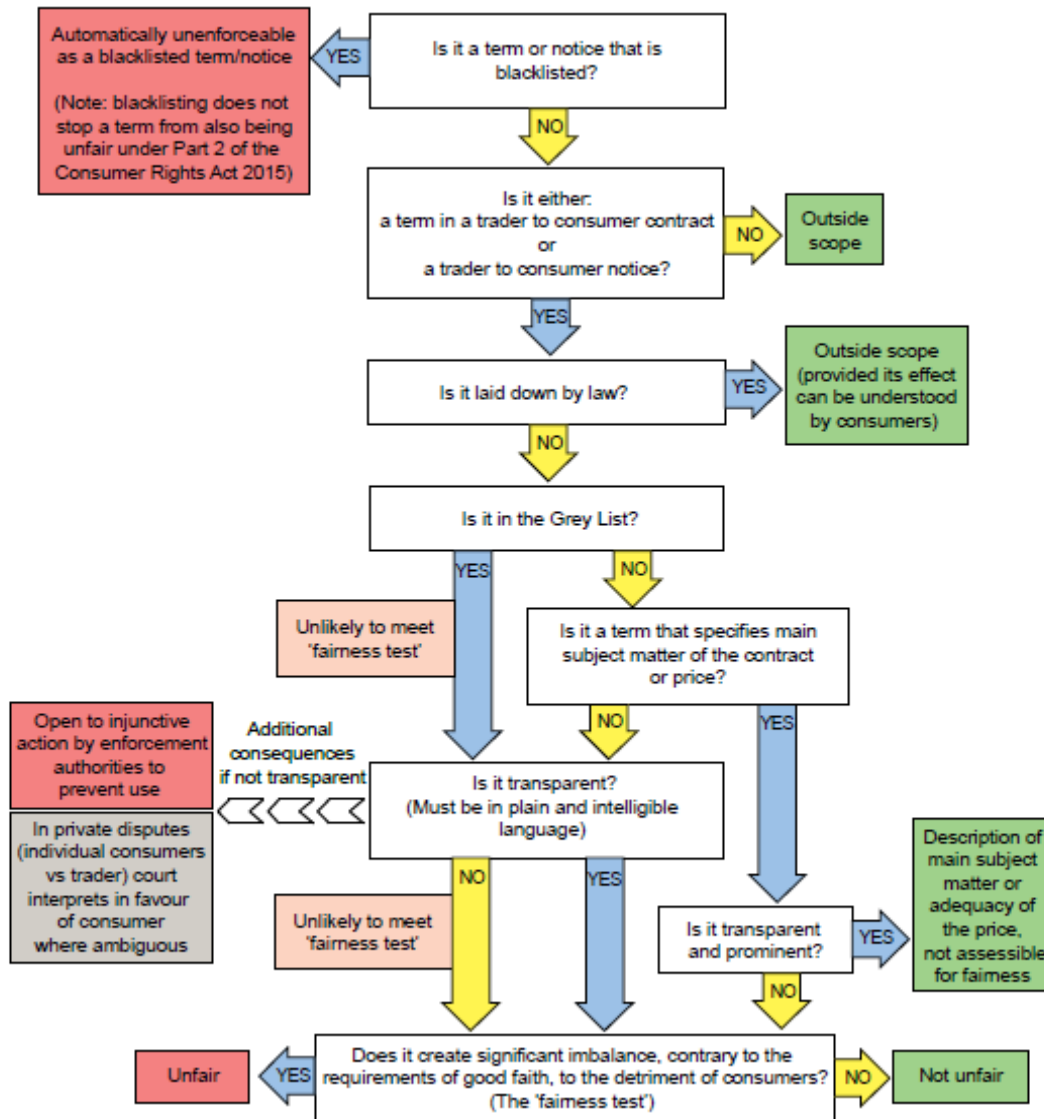 Automatically unenforceable
as a blacklisted term/notice
(Note: blacklisting does not
stop a term from also being
unfair under Part 2 of the
Consumer Rights Act 2015)
YES
Is it a term or notice that is
blacklisted?
NO
Is it either:
a term in a trader to consumer contract
or
a trader to consumer notice?
NO
Outside
scope
YES
Is it laid down by law?
YES
Outside scope
(provided its effect
can be understood
by consumers)
NO
Is it in the Grey List?
YES
NO
Unlikely to meet
'fairness test'
Is it a term that specifies main
subject matter of the contract
or price?
NO
YES
Open to injunctive
action by enforcement
authorities to
prevent use
Additional
consequences
if not transparent
Is it transparent?
(Must be in plain and intelligible
language)
In private disputes
(individual consumers
vs trader) court
interprets in favour
of consumer
where ambiguous
NO
YES
Unlikely to meet
'fairness test'
Is it transparent
and prominent?
YES
Description of
main subject
matter or
adequacy of
the price,
not assessible
for fairness
NO
Unfair
YES
Does it create significant imbalance, contrary to the
requirements of good faith, to the detriment of consumers?
(The 'fairness test')
NO
Not unfair